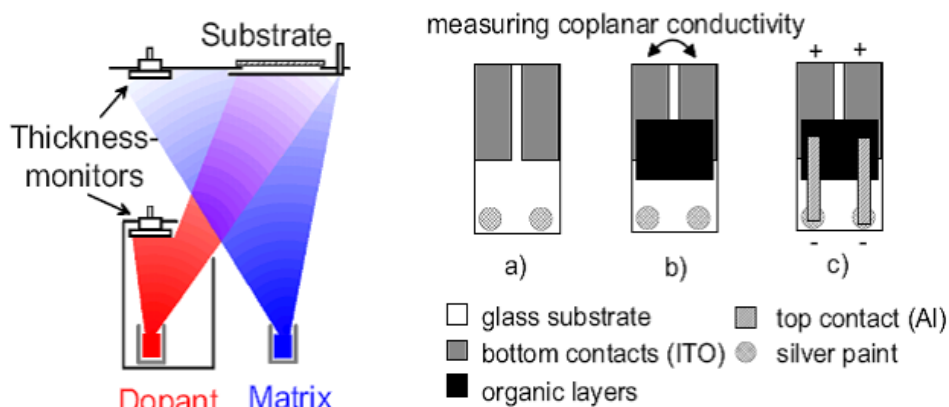 Substrate
Thickness-
monitors
Dopant
Matrix
measuring coplanar conductivity
+ +
a)
b)
c)
- -
glass substrate
top contact (Al)
bottom contacts (ITO)
silver paint
organic layers